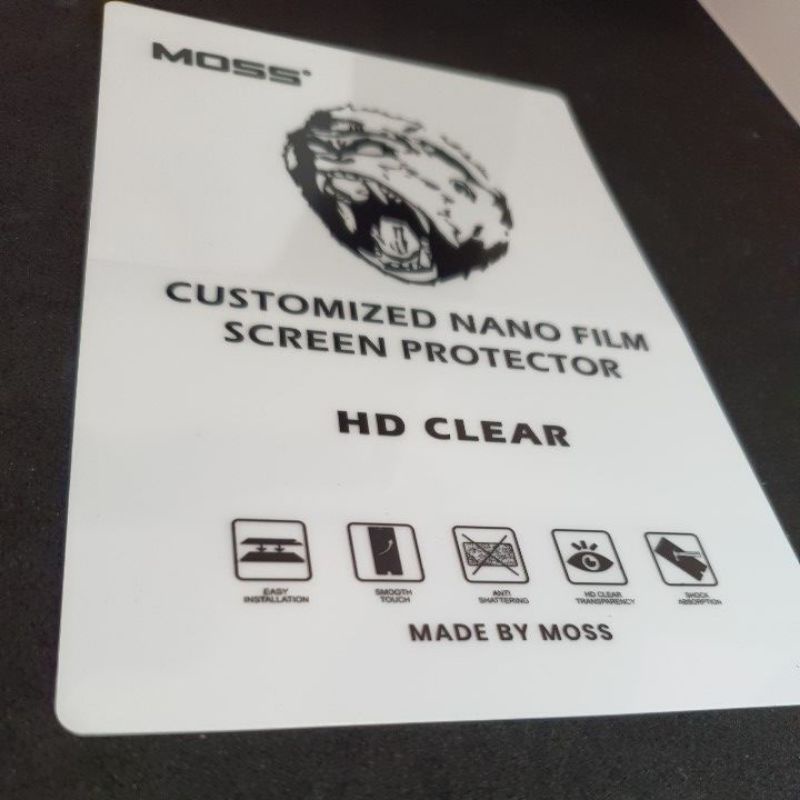 MOSS
CUSTOMIZED NANO FILM
SCREEN PROTECTOR
HD CLEAR
EASY
INSTALLATION
SMOOTH
TOUCH
ANTI
SHATTERING
HD CLEAR
TRANSPARENCY
SHOCK
ABSORPTION
MADE BY MOSS